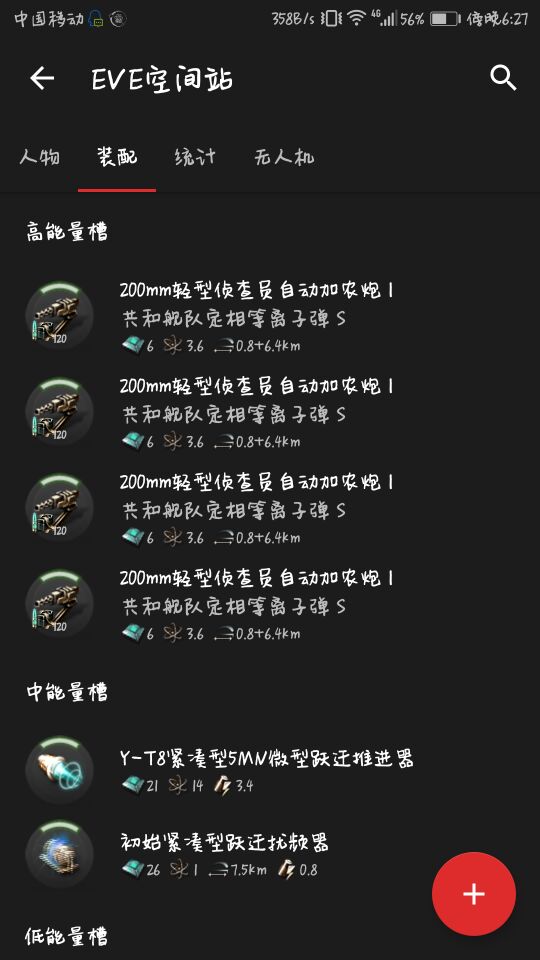 中国移动 358B/s 4G 56% 傍晚6:27
EVE空间站
人物 装配 统计 无人机
高能量槽
200mm轻型侦查员自动加农炮 I
共和舰队定相等离子弹 S
120
6 3.6 0.8+6.4km
200mm轻型侦查员自动加农炮 I
共和舰队定相等离子弹 S
120
6 3.6 0.8+6.4km
200mm轻型侦查员自动加农炮 I
共和舰队定相等离子弹 S
120
6 3.6 0.8+6.4km
200mm轻型侦查员自动加农炮 I
共和舰队定相等离子弹 S
120
6 3.6 0.8+6.4km
中能量槽
Y-T8紧凑型5MN微型跃迁推进器
21 14 3.4
初始紧凑型跃迁扰频器
26 1 7.5km 0.8
低能量槽